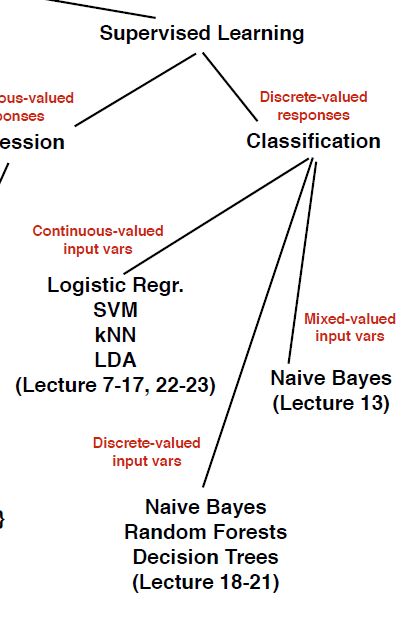 Supervised Learning
ous-valued
onses
Discrete-valued
responses
ession
Classification
Continuous-valued
input vars
Logistic Regr.
SVM
kNN
LDA
(Lecture 7-17, 22-23)
Mixed-valued
input vars
Naive Bayes
(Lecture 13)
Discrete-valued
input vars
}
Naive Bayes
Random Forests
Decision Trees
(Lecture 18-21)